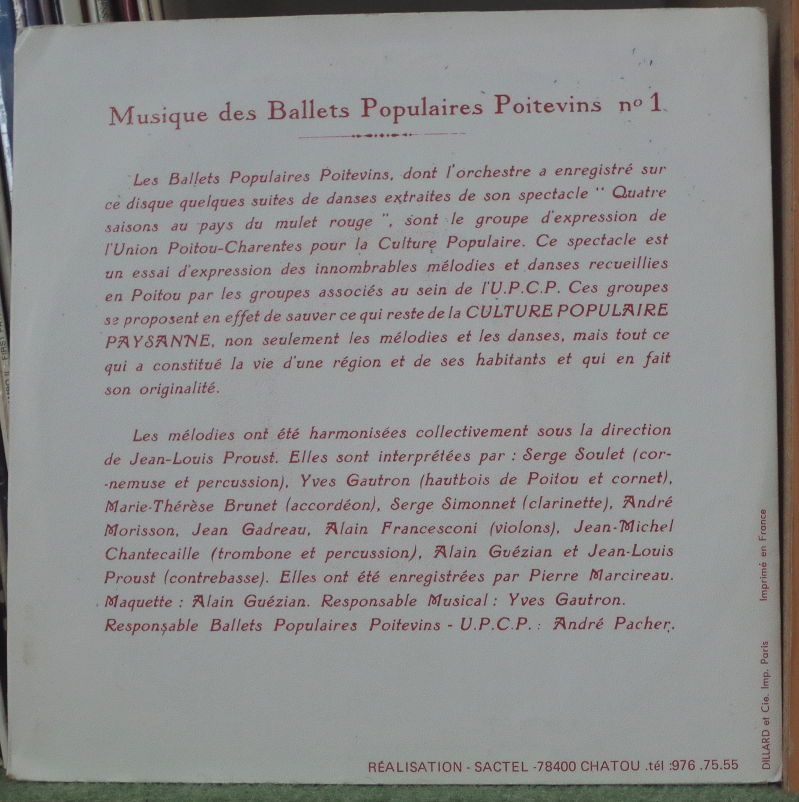 Musique des Ballets Populaires Poitevins nº 1
Les Ballets Populaires Poitevins, dont l'orchestre a enregistré sur
ce disque quelques suites de danses extraites de son spectacle " Quatre
saisons au pays du mulet rouge ", sont le groupe d'expression de
l'Union Poitou-Charentes pour la Culture Populaire. Ce spectacle est
un essai d'expression des innombrables mélodies et danses recueillies
en Poitou par les groupes associés au sein de l'U.P.C.P. Ces groupes
se proposent en effet de sauver ce qui reste de la CULTURE POPULAIRE
PAYSANNE, non seulement les mélodies et les danses, mais tout ce
qui a constitué la vie d'une région et de ses habitants et qui en fait
son originalité.
Les mélodies ont été harmonisées collectivement sous la direction
de Jean-Louis Proust. Elles sont interprétées par : Serge Soulet (cor-
-nemuse et percussion), Yves Gautron (hautbois de Poitou et cornet),
Marie-Thérèse Brunet (accordéon), Serge Simonnet (clarinette), André
Morisson, Jean Gadreau, Alain Francesconi (violons), Jean-Michel
Chantecaille (trombone et percussion), Alain Guézian et Jean-Louis
Proust (contrebasse). Elles ont été enregistrées par Pierre Marcireau.
Maquette : Alain Guézian. Responsable Musical : Yves Gautron.
Responsable Ballets Populaires Poitevins - U.P.C.P. : André Pacher.
RÉALISATION - SACTEL -78400 CHATOU .tél :976 .75.55
DILLARD et Cie. Imp. Paris Imprimé en France